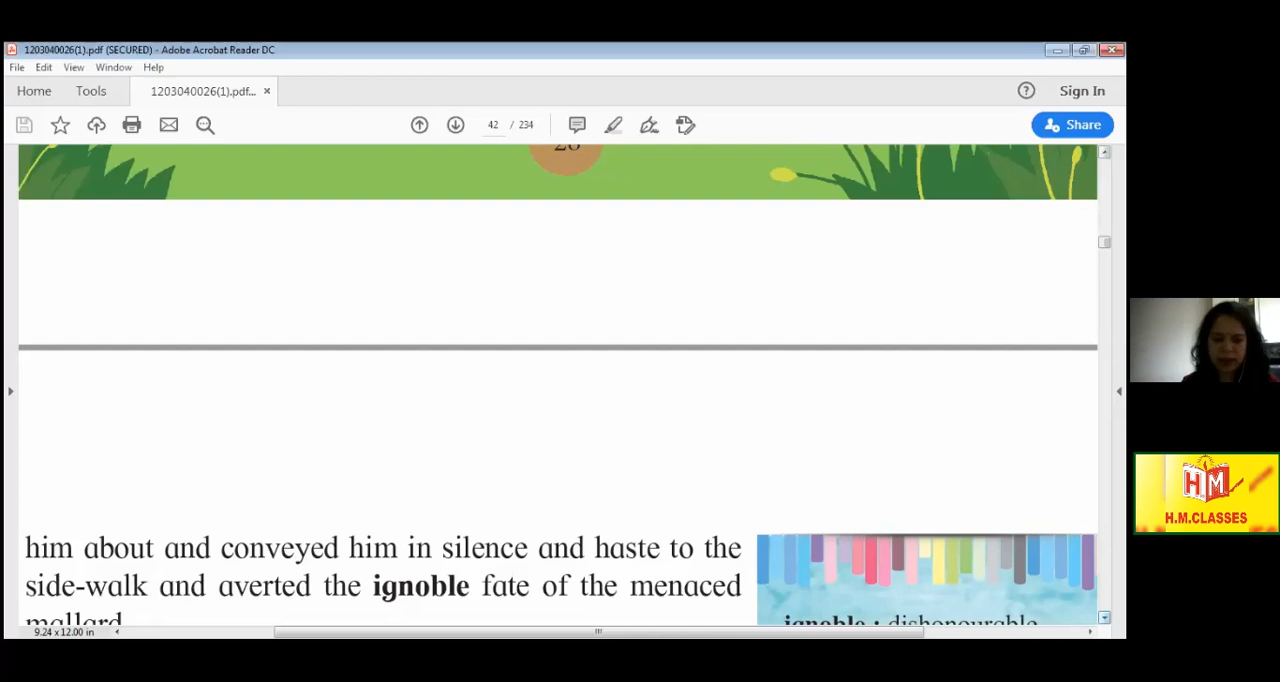 1203040026(1).pdf (SECURED) - Adobe Acrobat Reader DC
File Edit View Window Help
Home Tools 1203040026(1).pdf... × ? Sign In
42 / 234 Share
26
him about and conveyed him in silence and haste to the
side-walk and averted the ignoble fate of the menaced
mallard.
ignoble : dishonourable
9.24 x 12.00 in
HM
H.M.CLASSES